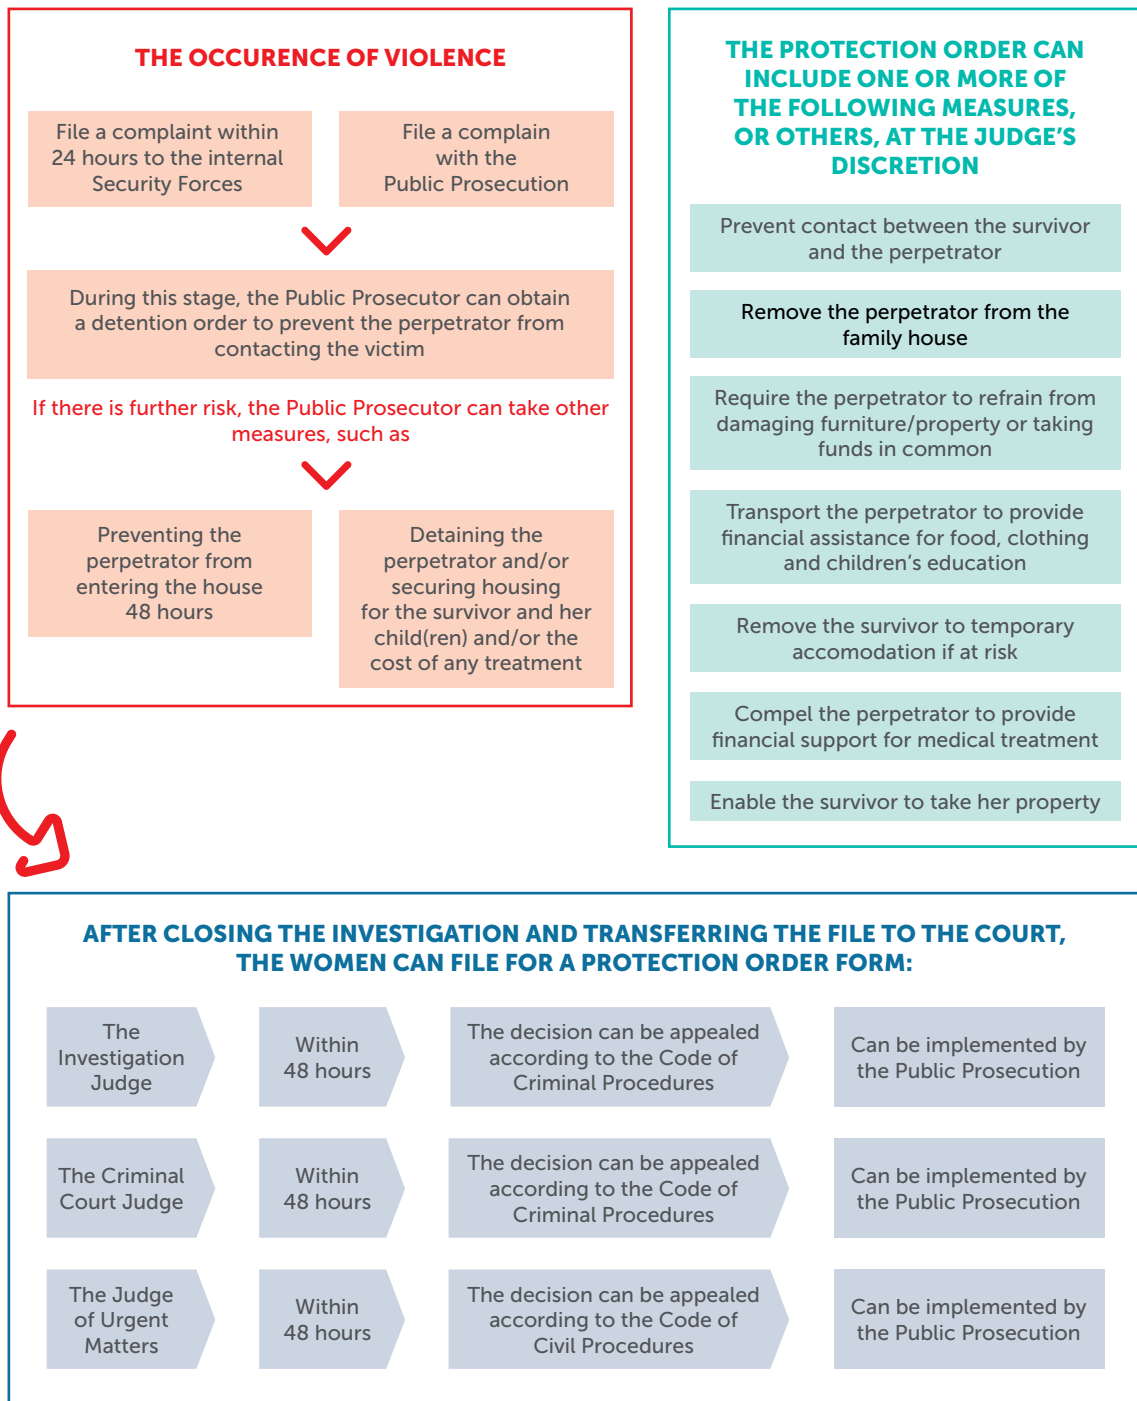 THE OCCURENCE OF VIOLENCE
File a complaint within
24 hours to the internal
Security Forces
File a complain
with the
Public Prosecution
During this stage, the Public Prosecutor can obtain
a detention order to prevent the perpetrator from
contacting the victim
If there is further risk, the Public Prosecutor can take other
measures, such as
Preventing the
perpetrator from
entering the house
48 hours
Detaining the
perpetrator and/or
securing housing
for the survivor and her
child(ren) and/or the
cost of any treatment
THE PROTECTION ORDER CAN
INCLUDE ONE OR MORE OF
THE FOLLOWING MEASURES,
OR OTHERS, AT THE JUDGE'S
DISCRETION
Prevent contact between the survivor
and the perpetrator
Remove the perpetrator from the
family house
Require the perpetrator to refrain from
damaging furniture/property or taking
funds in common
Transport the perpetrator to provide
financial assistance for food, clothing
and children's education
Remove the survivor to temporary
accomodation if at risk
Compel the perpetrator to provide
financial support for medical treatment
Enable the survivor to take her property
AFTER CLOSING THE INVESTIGATION AND TRANSFERRING THE FILE TO THE COURT,
THE WOMEN CAN FILE FOR A PROTECTION ORDER FORM:
The
Investigation
Judge
Within
48 hours
The decision can be appealed
according to the Code of
Criminal Procedures
Can be implemented by
the Public Prosecution
The Criminal
Court Judge
Within
48 hours
The decision can be appealed
according to the Code of
Criminal Procedures
Can be implemented by
the Public Prosecution
The Judge
of Urgent
Matters
Within
48 hours
The decision can be appealed
according to the Code of
Civil Procedures
Can be implemented by
the Public Prosecution